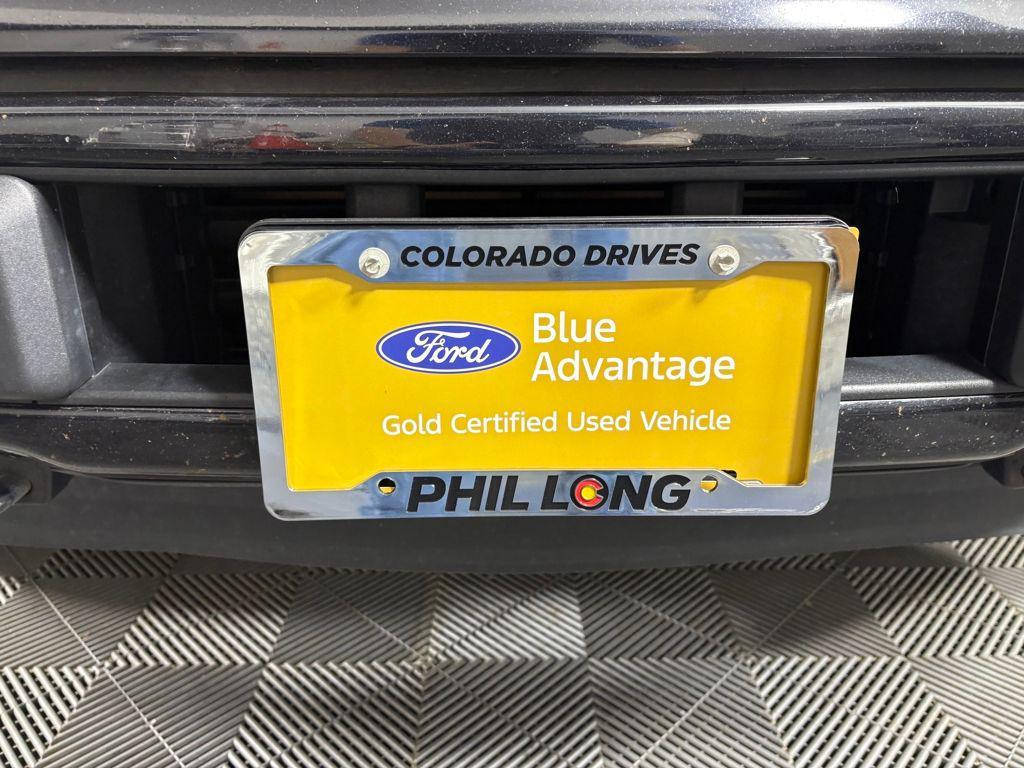 COLORADO DRIVES
Ford
Blue
Advantage
Gold Certified Used Vehicle
PHIL LONG